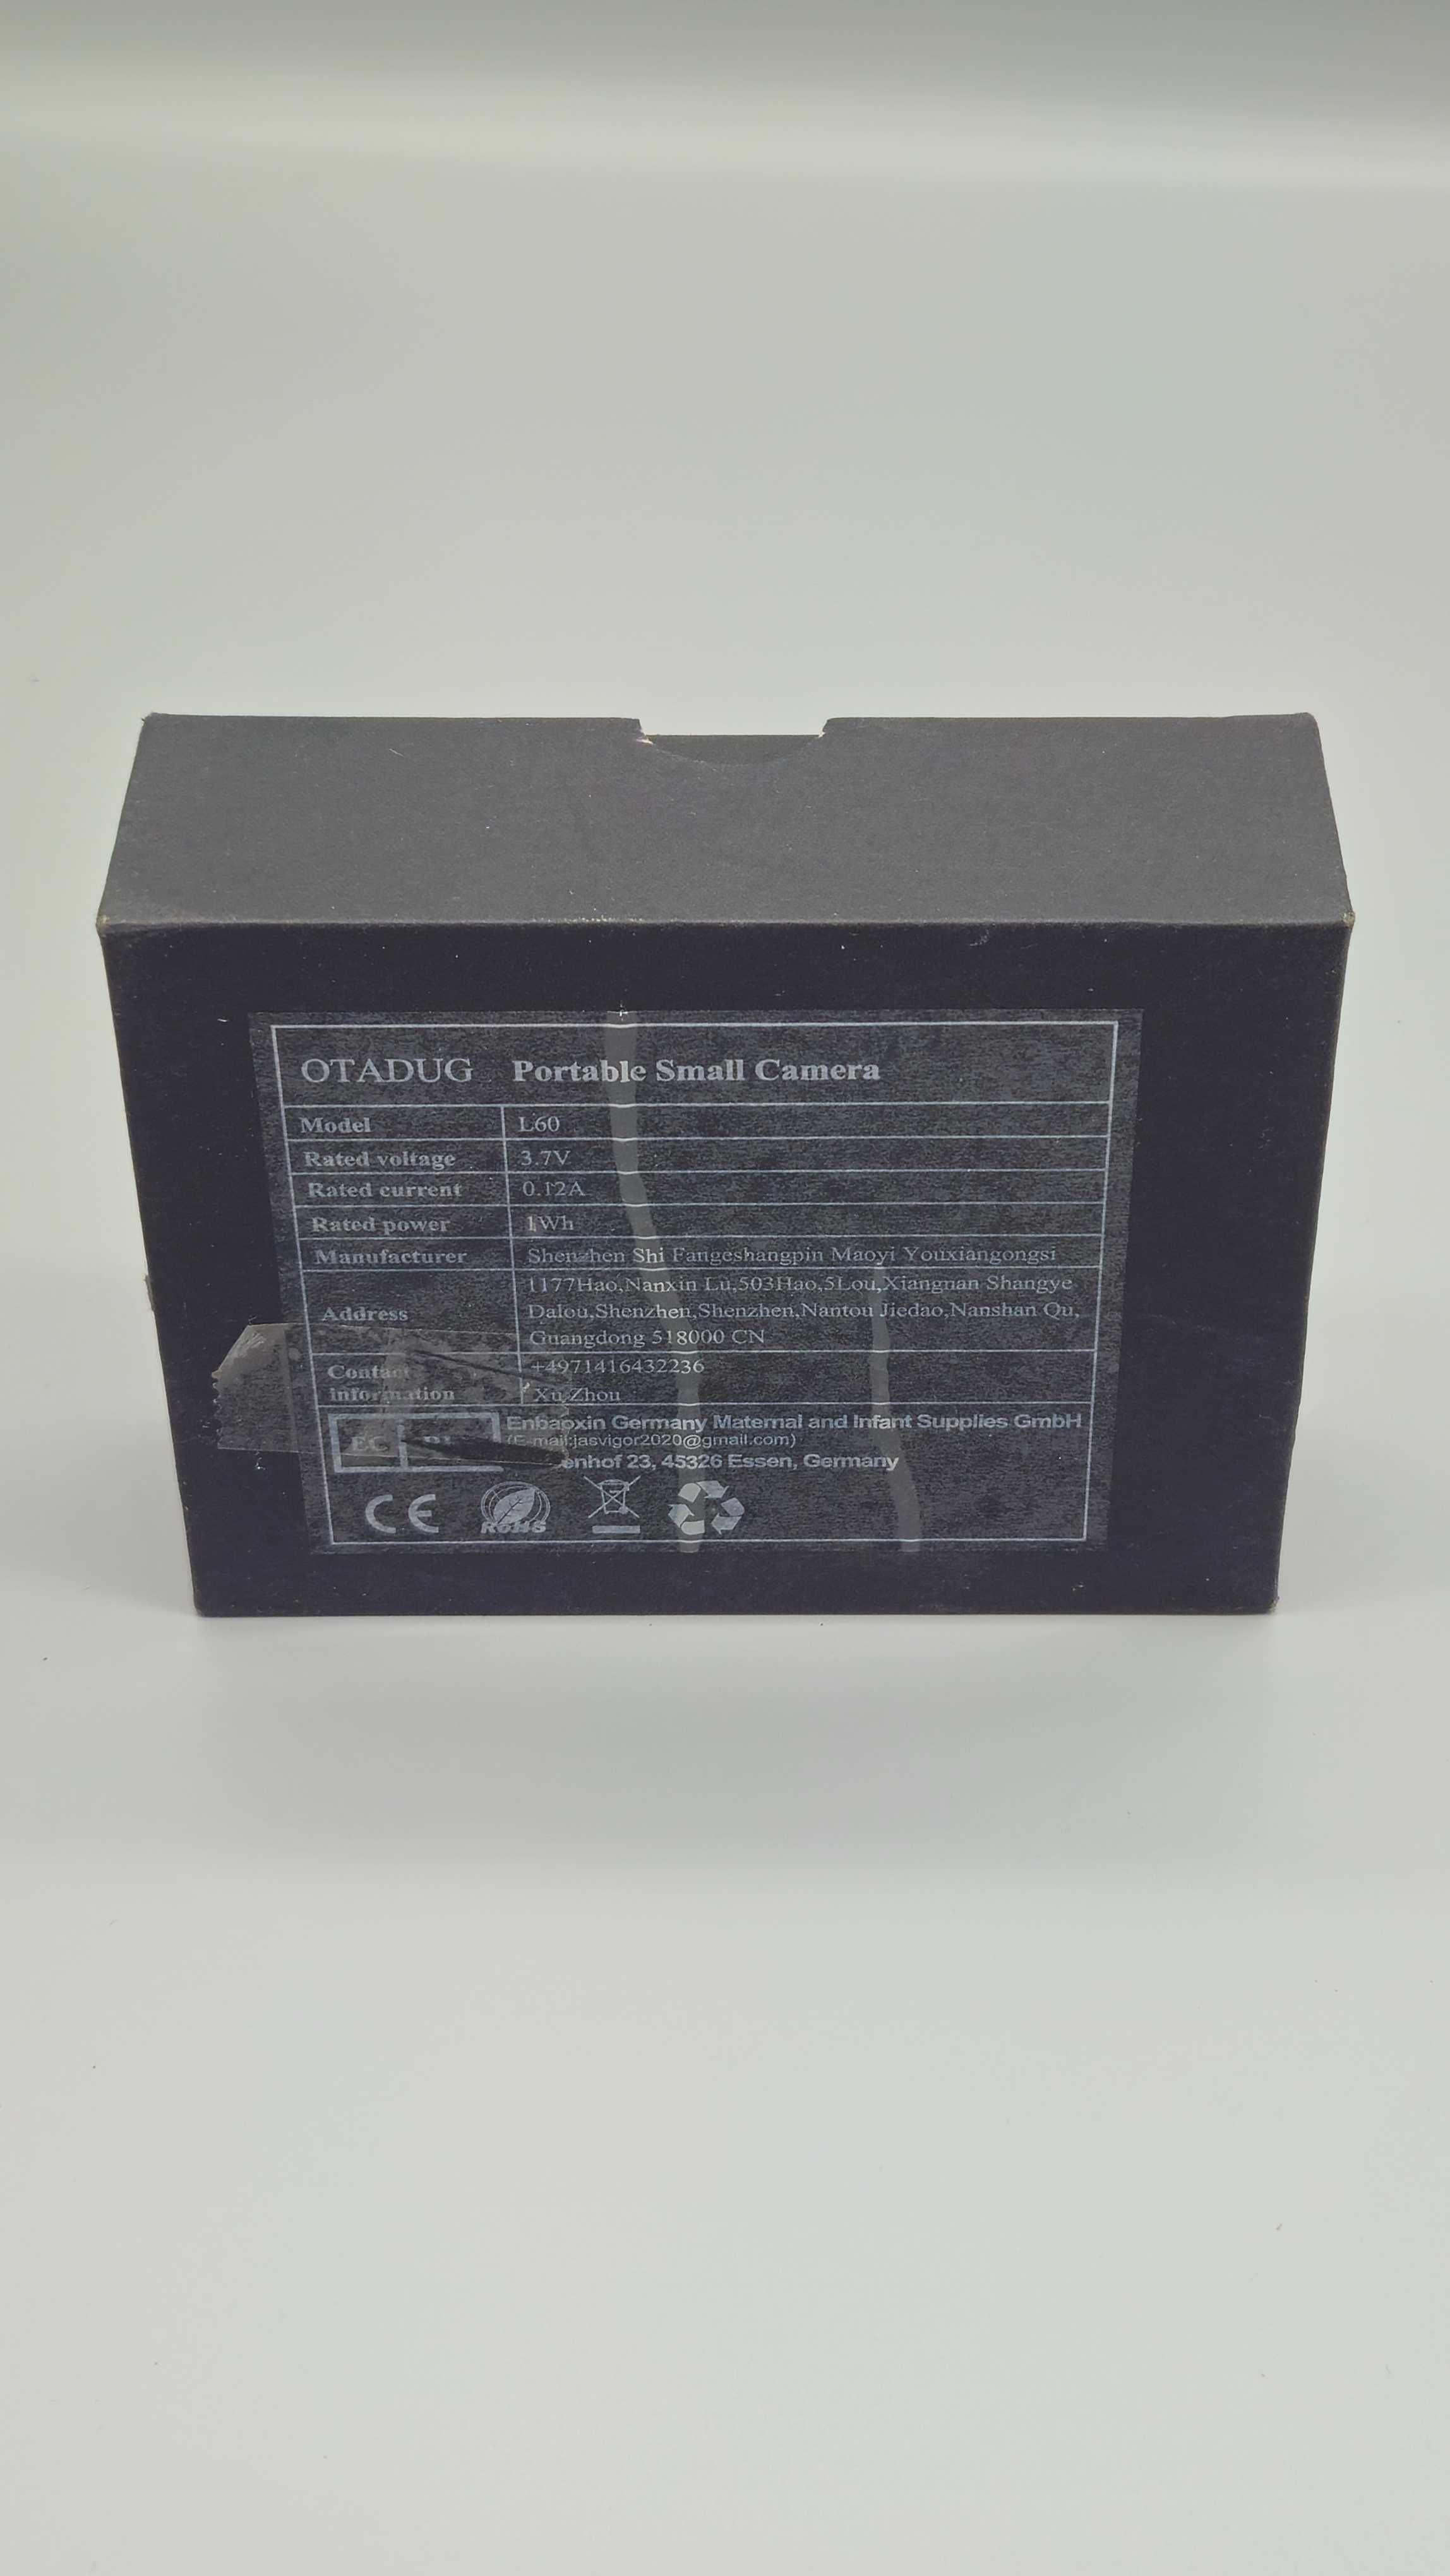 OTADUG Portable Small Camera
Model L60
Rated voltage 3.7V
Rated current 0.12A
Rated power 1Wh
Manufacturer Shenzhen Shi Fangeshangpin Maoyi Youxiangongsi
Address 1177Hao,Nanxin Lu,503Hao,5Lou,Xiangnan Shangye
Dalou,Shenzhen,Shenzhen,Nantou Jiedao,Nanshan Qu,
Guangdong 518000 CN
Contact +4971416432236
information Xu Zhou
EC Enbaoxin Germany Maternal and Infant Supplies GmbH
(E-mail:jasvigor2020@gmail.com)
enhof 23, 45326 Essen, Germany
CE RoHS